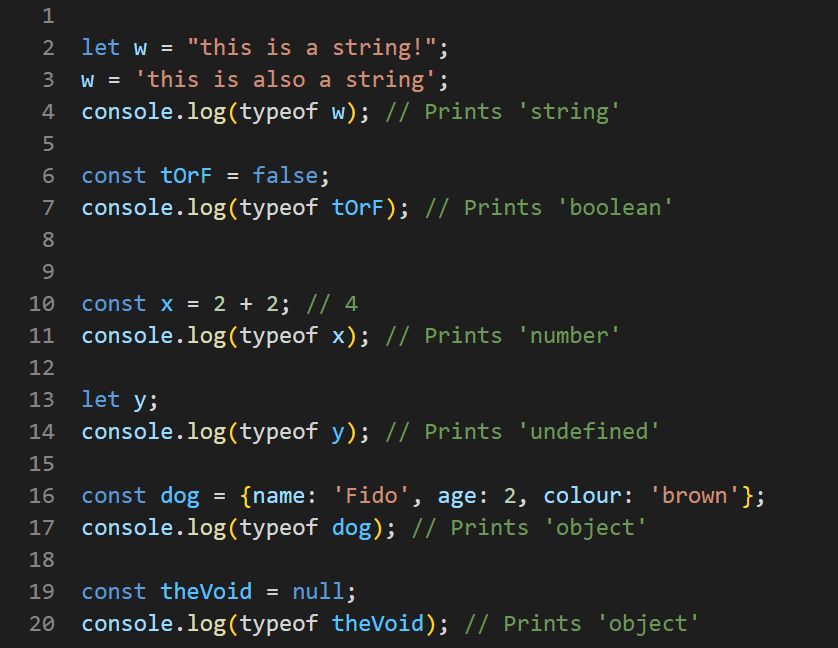 1
2 let w = "this is a string!";
3 w = 'this is also a string';
4 console.log(typeof w); // Prints 'string'
5
6 const tOrF = false;
7 console.log(typeof tOrF); // Prints 'boolean'
8
9
10 const x = 2 + 2; // 4
11 console.log(typeof x); // Prints 'number'
12
13 let y;
14 console.log(typeof y); // Prints 'undefined'
15
16 const dog = {name: 'Fido', age: 2, colour: 'brown'};
17 console.log(typeof dog); // Prints 'object'
18
19 const theVoid = null;
20 console.log(typeof theVoid); // Prints 'object'